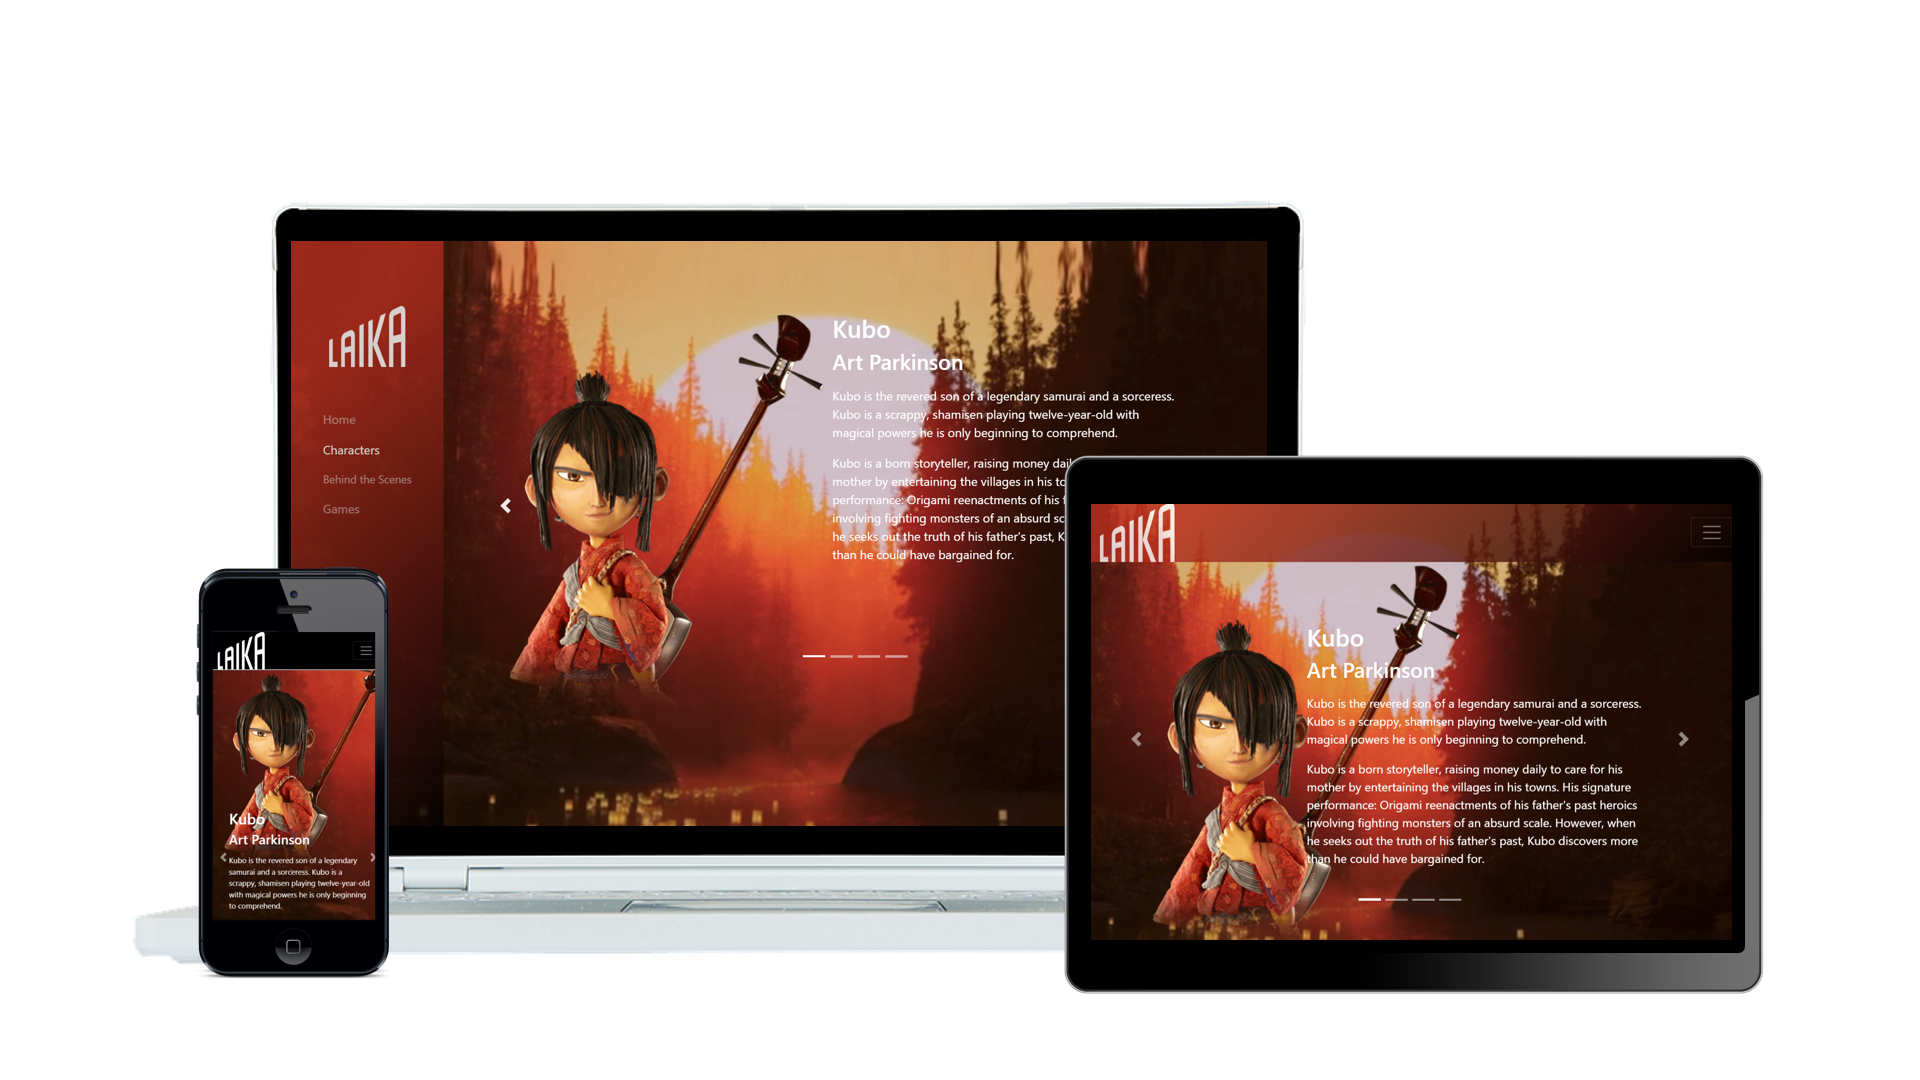 LAIKA
Home
Characters
Behind the Scenes
Games
Kubo
Art Parkinson
Kubo is the revered son of a legendary samurai and a sorceress.
Kubo is a scrappy, shamisen playing twelve-year-old with
magical powers he is only beginning to comprehend.
Kubo is a born storyteller, raising money dail
mother by entertaining the villages in his to
performance: Origami reenactments of his f
involving fighting monsters of an absurd sc
he seeks out the truth of his father's past, K
than he could have bargained for.
LAIKA
Kubo
Art Parkinson
Kubo is the revered son of a legendary
samurai and a sorceress. Kubo is a
scrappy, shamisen playing twelve-year-old
with magical powers he is only beginning
to comprehend.
LAIKA
Kubo
Art Parkinson
Kubo is the revered son of a legendary samurai and a sorceress.
Kubo is a scrappy, shamisen playing twelve-year-old with
magical powers he is only beginning to comprehend.
Kubo is a born storyteller, raising money daily to care for his
mother by entertaining the villages in his towns. His signature
performance: Origami reenactments of his father's past heroics
involving fighting monsters of an absurd scale. However, when
he seeks out the truth of his father's past, Kubo discovers more
than he could have bargained for.